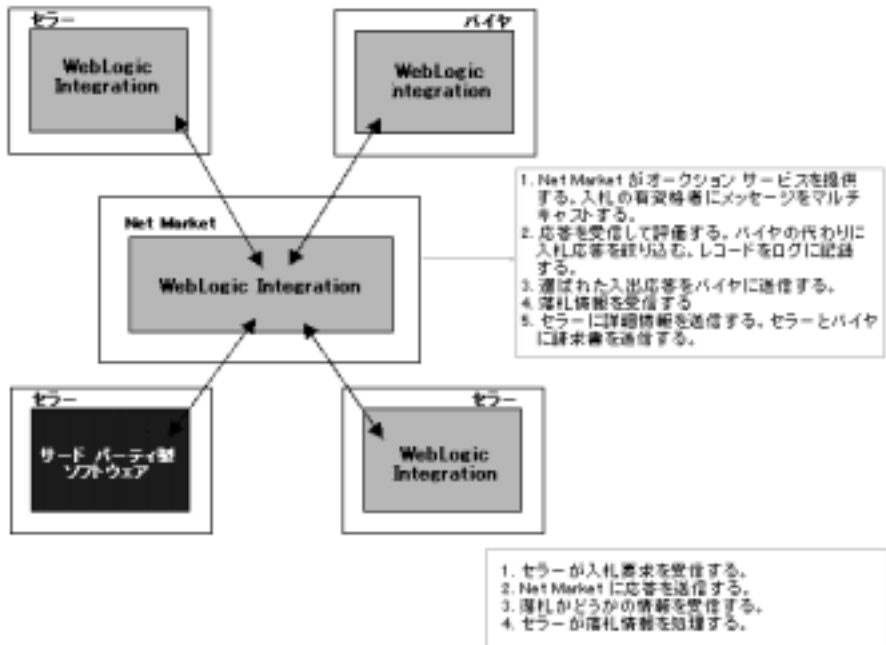 セラー
WebLogic
Integration
バイヤ
WebLogic
Integration
Net Market
WebLogic Integration
1. Net Market がオークション サービスを提供
する。入札の有資格者にメッセージをマルチ
キャストする。
2. 応答を受信して評価する。バイヤの代わりに
入札応答を絞り込む。レコードをログに記録
する。
3. 選ばれた入出応答をバイヤに送信する。
4. 落札情報を受信する
5. セラーに詳細情報を送信する。セラーとバイヤ
に請求書を送信する。
セラー
サード パーティ製
ソフトウェア
セラー
WebLogic
Integration
1. セラーが入札要求を受信する。
2. Net Market に応答を送信する。
3. 落札かどうかの情報を受信する。
4. セラーが落札情報を処理する。